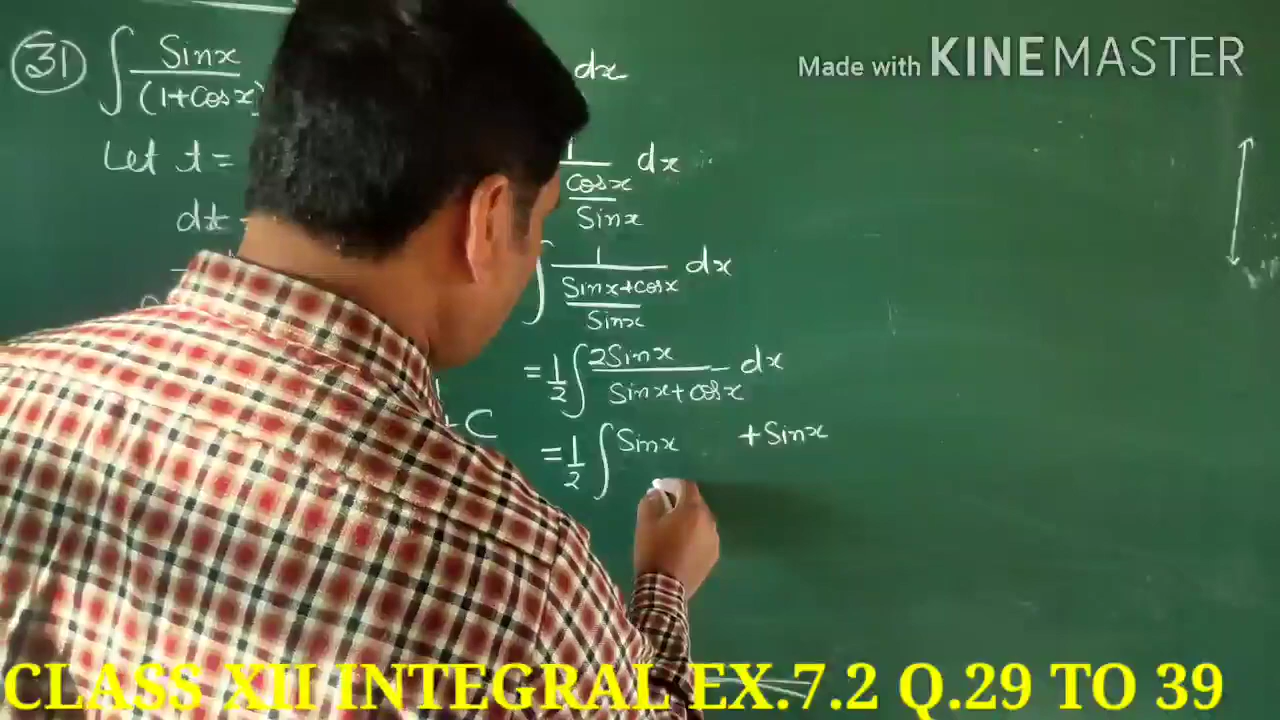 Made with KINEMASTER
31 ∫ Sinx
(1+Cosx)
Let t =
dt
+C
dx
1
Cosx dx
Sinx
∫ 1 dx
Sinx+Cosx
Sinx
= 1/2 ∫ 2Sinx dx
Sinx+Cosx
= 1/2 ∫ Sinx +Sinx
CLASS XII INTEGRAL EX.7.2 Q.29 TO 39